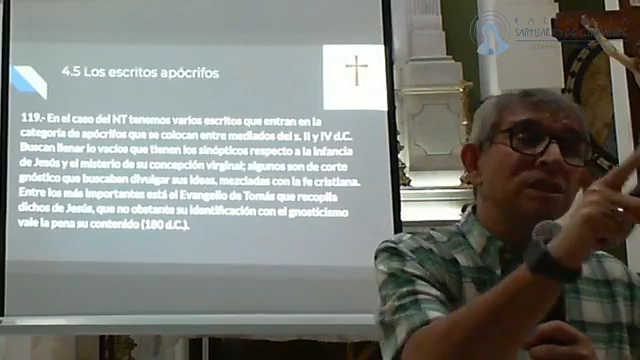 PARROQUIA
SANTUARIO DE GUADALUPE
4.5 Los escritos apócrifos
119.- En el caso del NT tenemos varios escritos que entran en la
categoría de apócrifos que se colocan entre mediados del s. II y IV d.C.
Buscan llenar lo vacíos que tienen los sinópticos respecto a la infancia
de Jesús y el misterio de su concepción virginal; algunos son de corte
gnóstico que buscaban divulgar sus ideas, mezcladas con la fe cristiana.
Entre los más importantes está el Evangelio de Tomás que recopila
dichos de Jesús, que no obstante su identificación con el gnosticismo
vale la pena su contenido (180 d.C.).